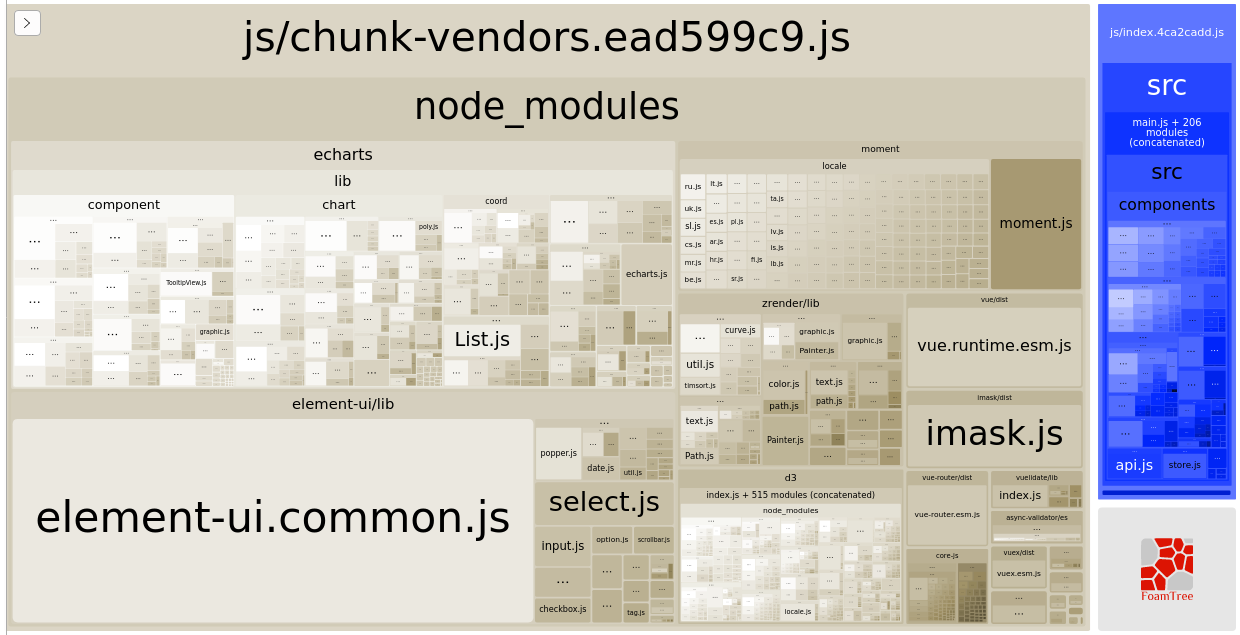 js/chunk-vendors.ead599c9.js
node_modules
echarts
lib
component
chart
coord
poly.js
TooltipView.js
graphic.js
echarts.js
List.js
element-ui/lib
element-ui.common.js
popper.js
date.js
util.js
select.js
input.js
option.js
scrollbar.js
checkbox.js
tag.js
moment
locale
ru.js
it.js
uk.js
ta.js
sl.js
es.js
pl.js
lv.js
cs.js
ar.js
is.js
mr.js
hr.js
fi.js
lb.js
be.js
sr.js
moment.js
zrender/lib
curve.js
util.js
timsort.js
graphic.js
Painter.js
graphic.js
color.js
text.js
path.js
path.js
text.js
Path.js
Painter.js
d3
index.js + 515 modules (concatenated)
node_modules
locale.js
vue/dist
vue.runtime.esm.js
imask/dist
imask.js
vue-router/dist
vue-router.esm.js
core-js
vuelidate/lib
index.js
async-validator/es
vuex/dist
vuex.esm.js
js/index.4ca2cadd.js
src
main.js + 206
modules
(concatenated)
src
components
api.js
store.js
FoamTree